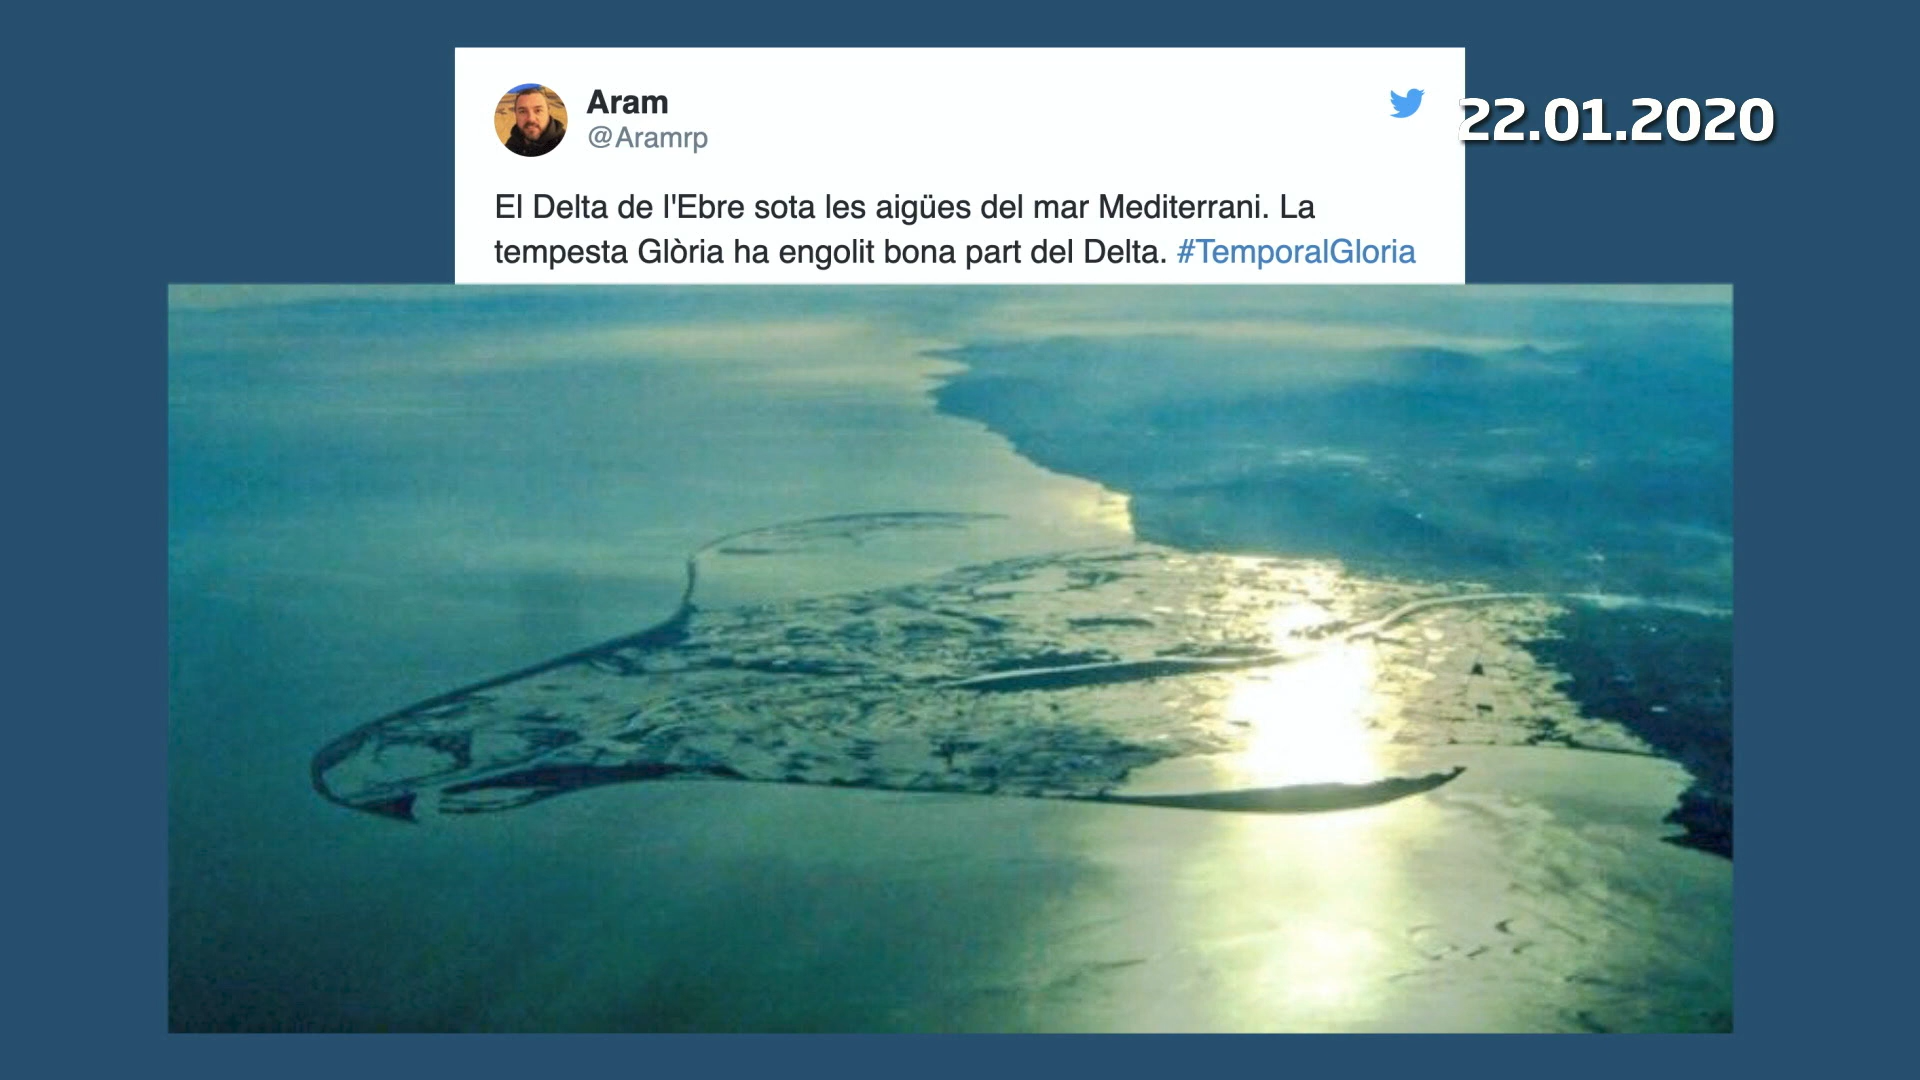 Aram
@Aramrp
22.01.2020
El Delta de l'Ebre sota les aigües del mar Mediterrani. La
tempesta Glòria ha engolit bona part del Delta. #TemporalGloria